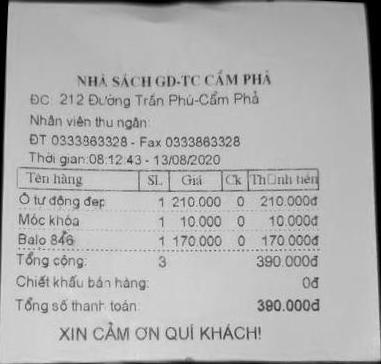 NHÀ SÁCH GD-TC CẨM PHẢ
ĐC: 212 Đường Trần Phú-Cẩm Phả
Nhân viên thu ngân:
ĐT 0333863328 - Fax 0333863328
Thời gian:08:12:43 - 13/08/2020
Tên hàng SL Giá Ck Th□nh tiền
Ô tự động đẹp 1 210.000 0 210.000đ
Móc khóa 1 10.000 0 10.000đ
Balo 846 1 170.000 0 170.000đ
Tổng cộng: 3 390.000đ
Chiết khấu bán hàng: 0đ
Tổng số thanh toán: 390.000đ
XIN CẢM ƠN QUÍ KHÁCH!